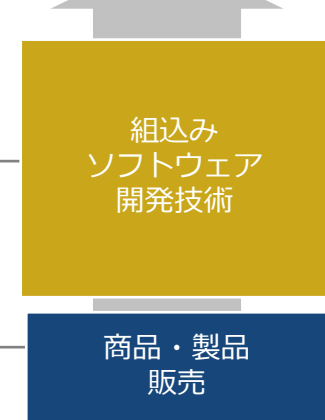 組込み
ソフトウェア
開発技術
商品・製品
販売